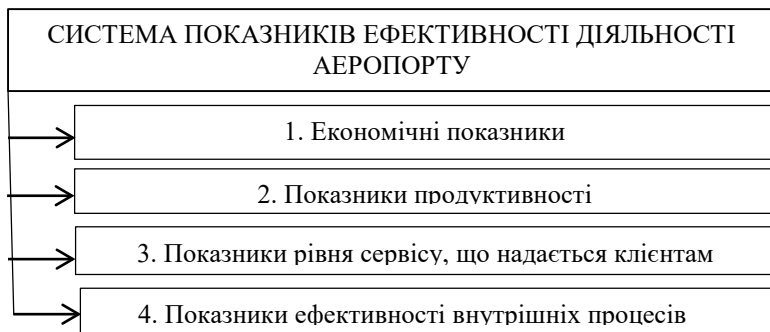 СИСТЕМА ПОКАЗНИКІВ ЕФЕКТИВНОСТІ ДІЯЛЬНОСТІ
АЕРОПОРТУ
1. Економічні показники
2. Показники продуктивності
3. Показники рівня сервісу, що надається клієнтам
4. Показники ефективності внутрішніх процесів